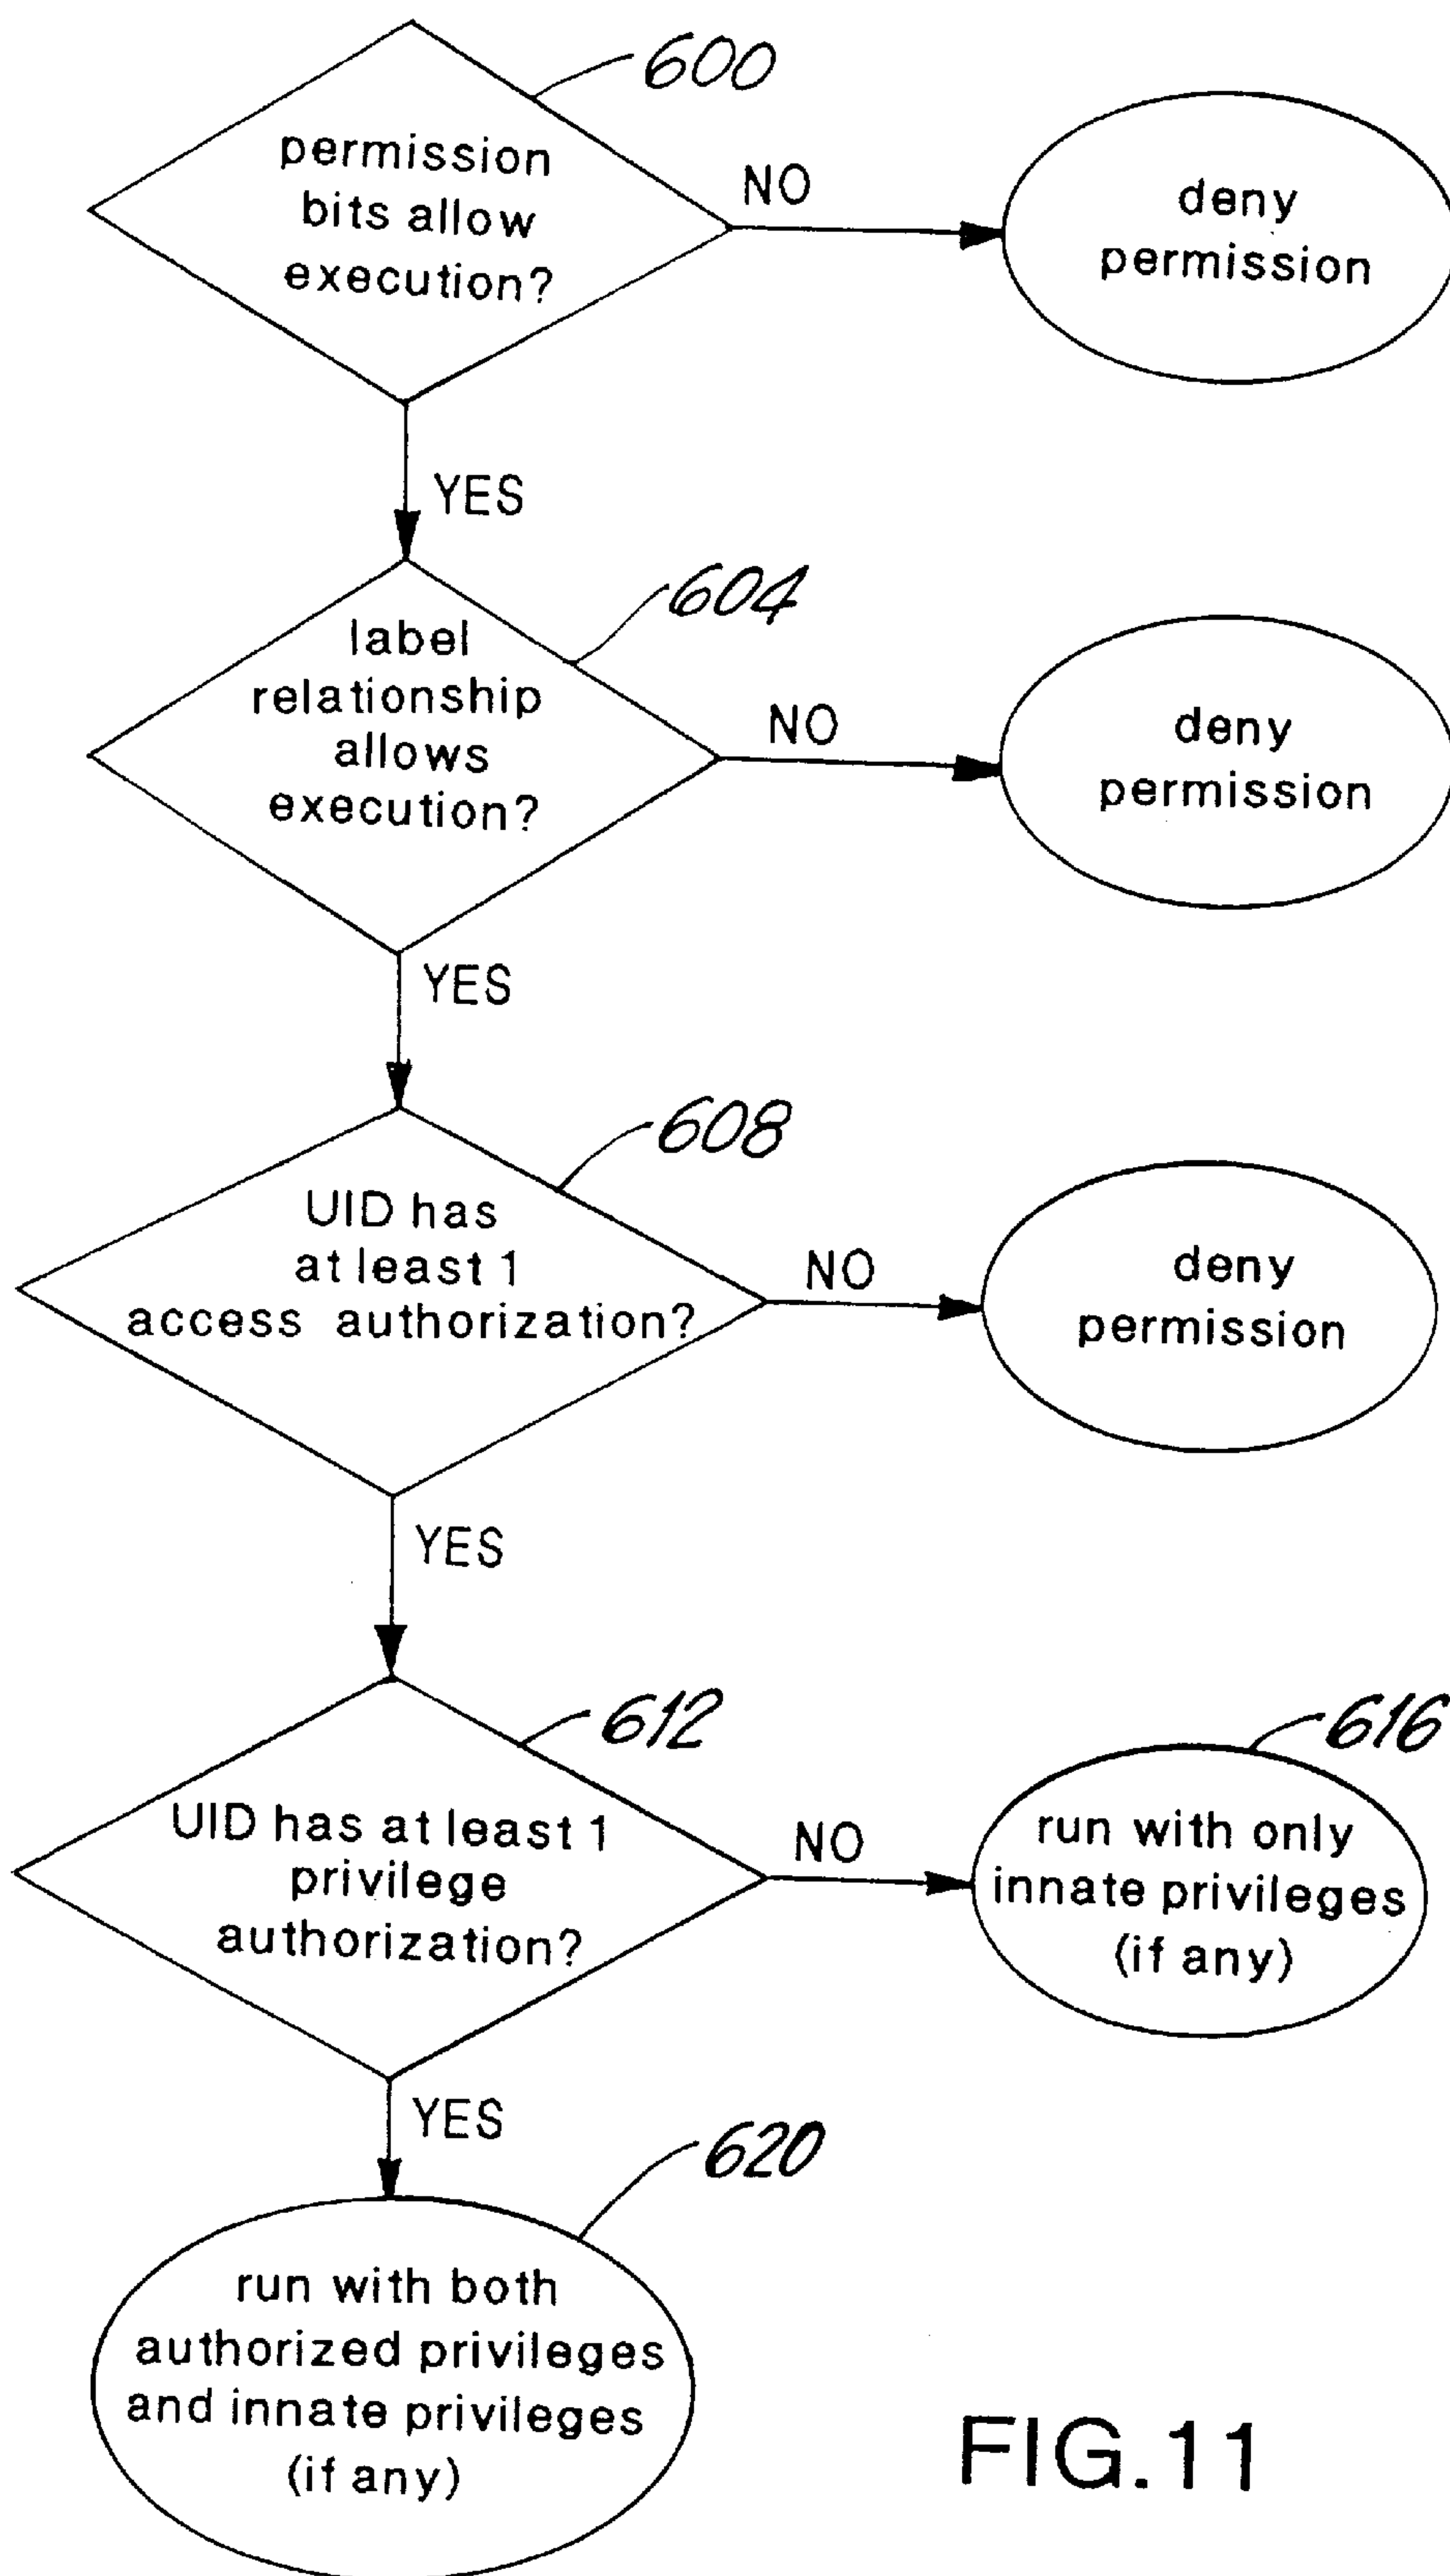 600
permission
bits allow
execution?
NO
deny
permission
YES
604
label
relationship
allows
execution?
NO
deny
permission
YES
608
UID has
at least 1
access authorization?
NO
deny
permission
YES
612
UID has at least 1
privilege
authorization?
NO
616
run with only
innate privileges
(if any)
YES
620
run with both
authorized privileges
and innate privileges
(if any)
FIG.11